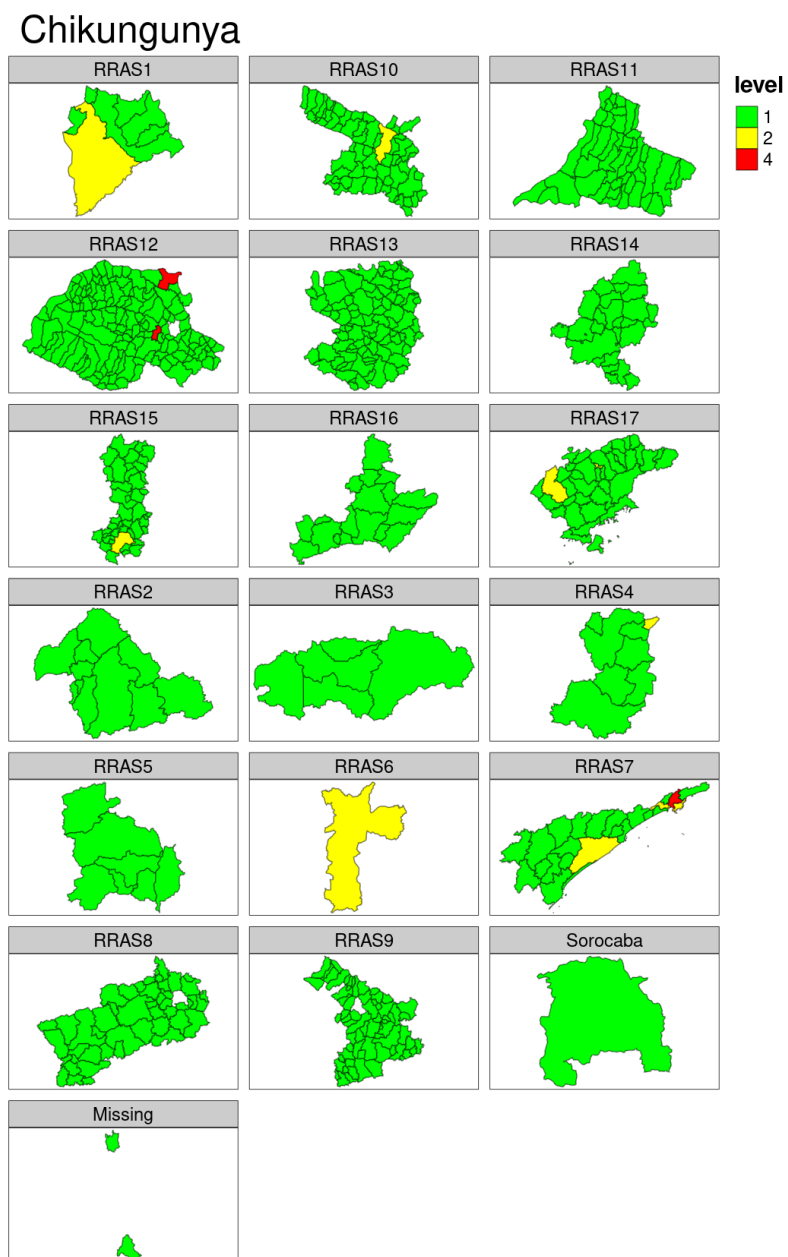 Chikungunya
RRAS1
RRAS10
RRAS11
level
1
2
4
RRAS12
RRAS13
RRAS14
RRAS15
RRAS16
RRAS17
RRAS2
RRAS3
RRAS4
RRAS5
RRAS6
RRAS7
RRAS8
RRAS9
Sorocaba
Missing